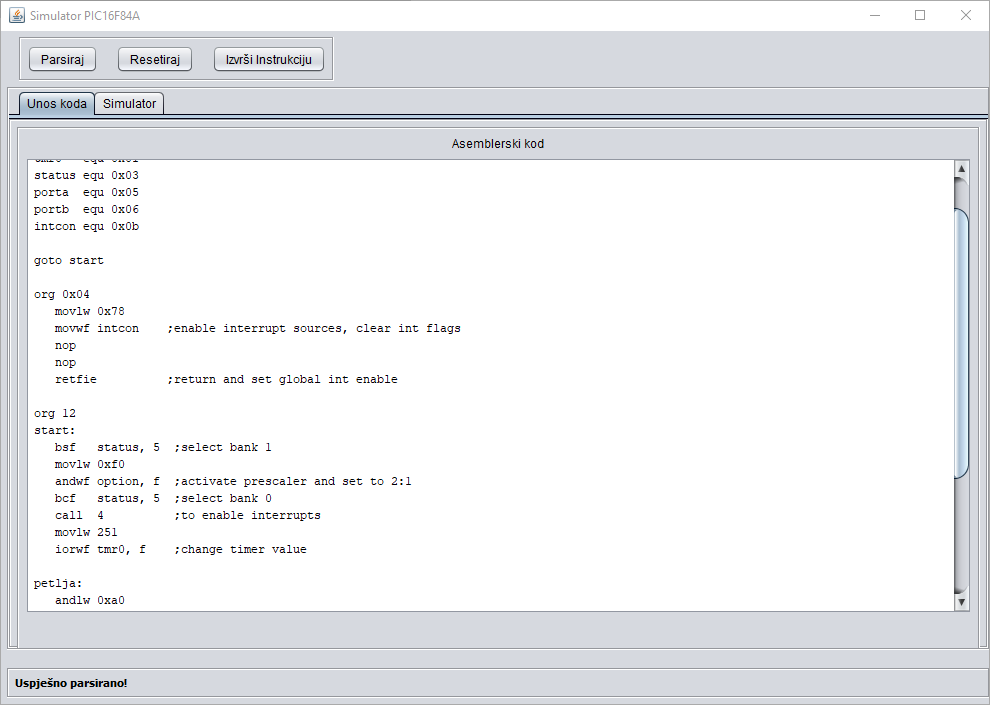 Simulator PIC16F84A
Parsiraj Resetiraj Izvrši Instrukciju
Unos koda Simulator
Asemblerski kod
status equ 0x03
porta  equ 0x05
portb  equ 0x06
intcon equ 0x0b
goto start
org 0x04
   movlw 0x78
   movwf intcon    ;enable interrupt sources, clear int flags
   nop
   nop
   retfie          ;return and set global int enable
org 12
start:
   bsf   status, 5  ;select bank 1
   movlw 0xf0
   andwf option, f  ;activate prescaler and set to 2:1
   bcf   status, 5  ;select bank 0
   call  4          ;to enable interrupts
   movlw 251
   iorwf tmr0, f    ;change timer value
petlja:
   andlw 0xa0
Uspješno parsirano!